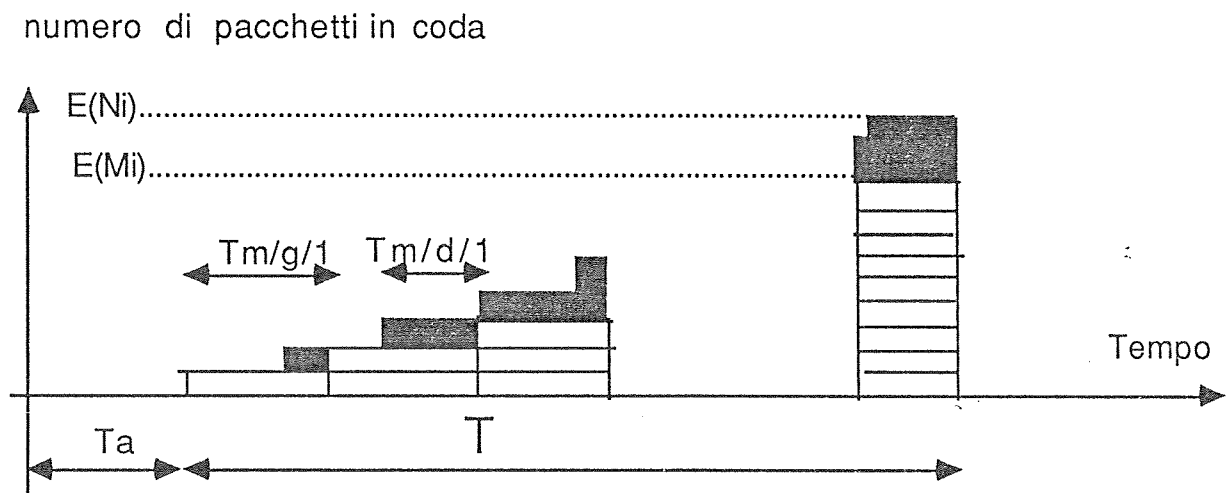 numero di pacchetti in coda
E(Ni)
E(Mi)
Tm/g/1
Tm/d/1
Tempo
Ta
T